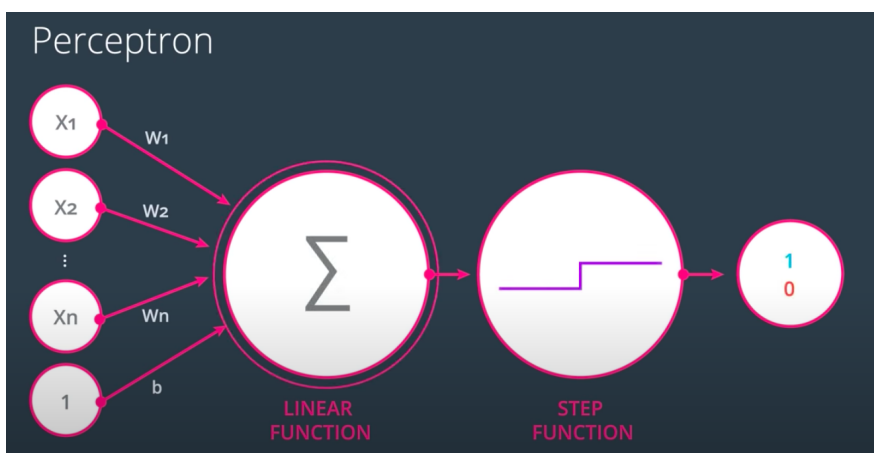 Perceptron
X1
W1
X2
W2
⋮
Xn
Wn
1
b
∑
1
0
LINEAR
FUNCTION
STEP
FUNCTION